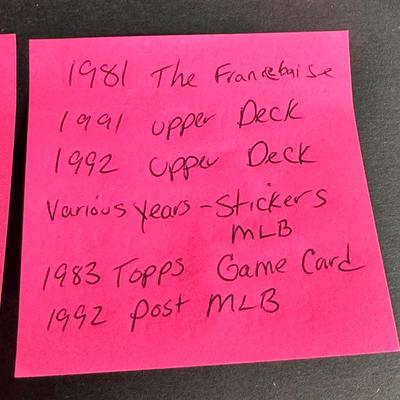 1981 The Francebuise
1991 upper Deck
1992 upper Deck
Various years - Stickers
MLB
1983 Topps Game Card
1992 Post MLB